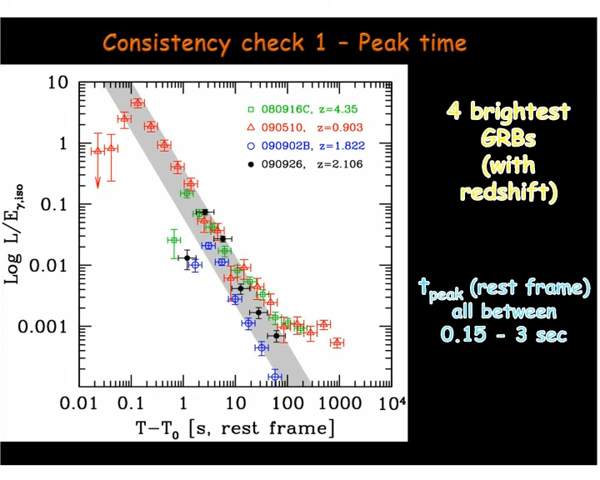 Consistency check 1 – Peak time
10
1
0.1
0.01
0.001
Log L/Eγ,iso
080916C, z=4.35
090510, z=0.903
090902B, z=1.822
090926, z=2.106
0.01 0.1 1 10 100 1000 10⁴
T−T₀ [s, rest frame]
4 brightest
GRBs
(with
redshift)
tpeak (rest frame)
all between
0.15 - 3 sec